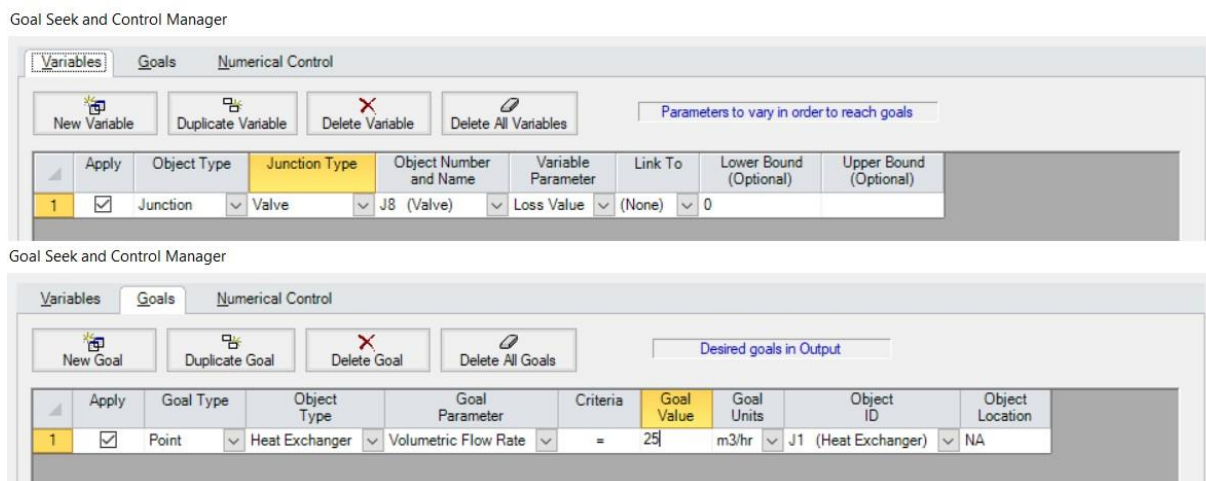 Goal Seek and Control Manager
Variables Goals Numerical Control
New Variable Duplicate Variable Delete Variable Delete All Variables Parameters to vary in order to reach goals
Apply Object Type Junction Type Object Number and Name Variable Parameter Link To Lower Bound (Optional) Upper Bound (Optional)
1 Junction Valve J8 (Valve) Loss Value (None) 0
Goal Seek and Control Manager
Variables Goals Numerical Control
New Goal Duplicate Goal Delete Goal Delete All Goals Desired goals in Output
Apply Goal Type Object Type Goal Parameter Criteria Goal Value Goal Units Object ID Object Location
1 Point Heat Exchanger Volumetric Flow Rate = 25 m3/hr J1 (Heat Exchanger) NA